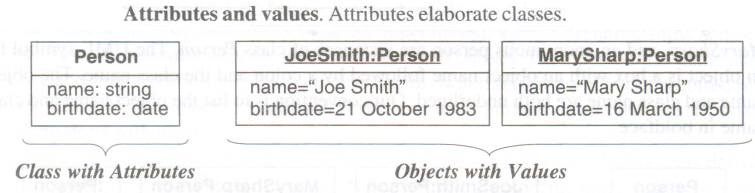 Attributes and values. Attributes elaborate classes.
Person
name: string
birthdate: date
JoeSmith:Person
name="Joe Smith"
birthdate=21 October 1983
MarySharp:Person
name="Mary Sharp"
birthdate=16 March 1950
Class with Attributes
Objects with Values